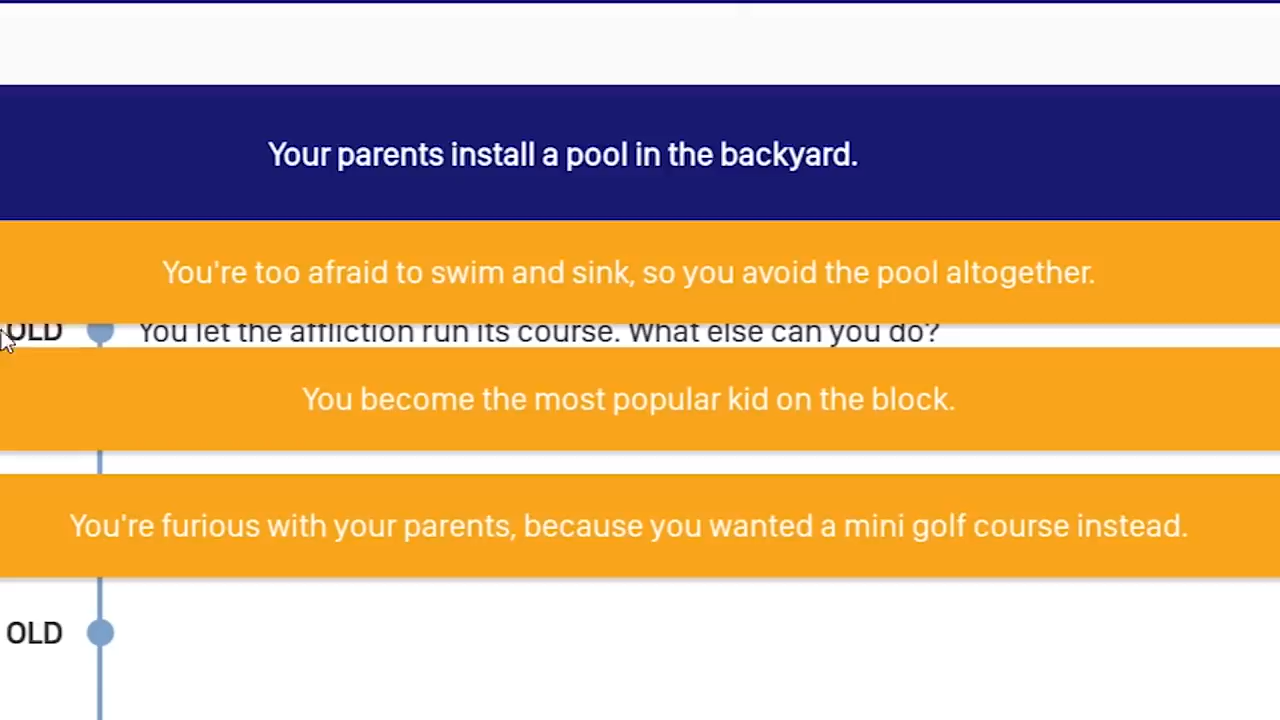 Your parents install a pool in the backyard.
You're too afraid to swim and sink, so you avoid the pool altogether.
OLD You let the affliction run its course. What else can you do?
You become the most popular kid on the block.
You're furious with your parents, because you wanted a mini golf course instead.
OLD